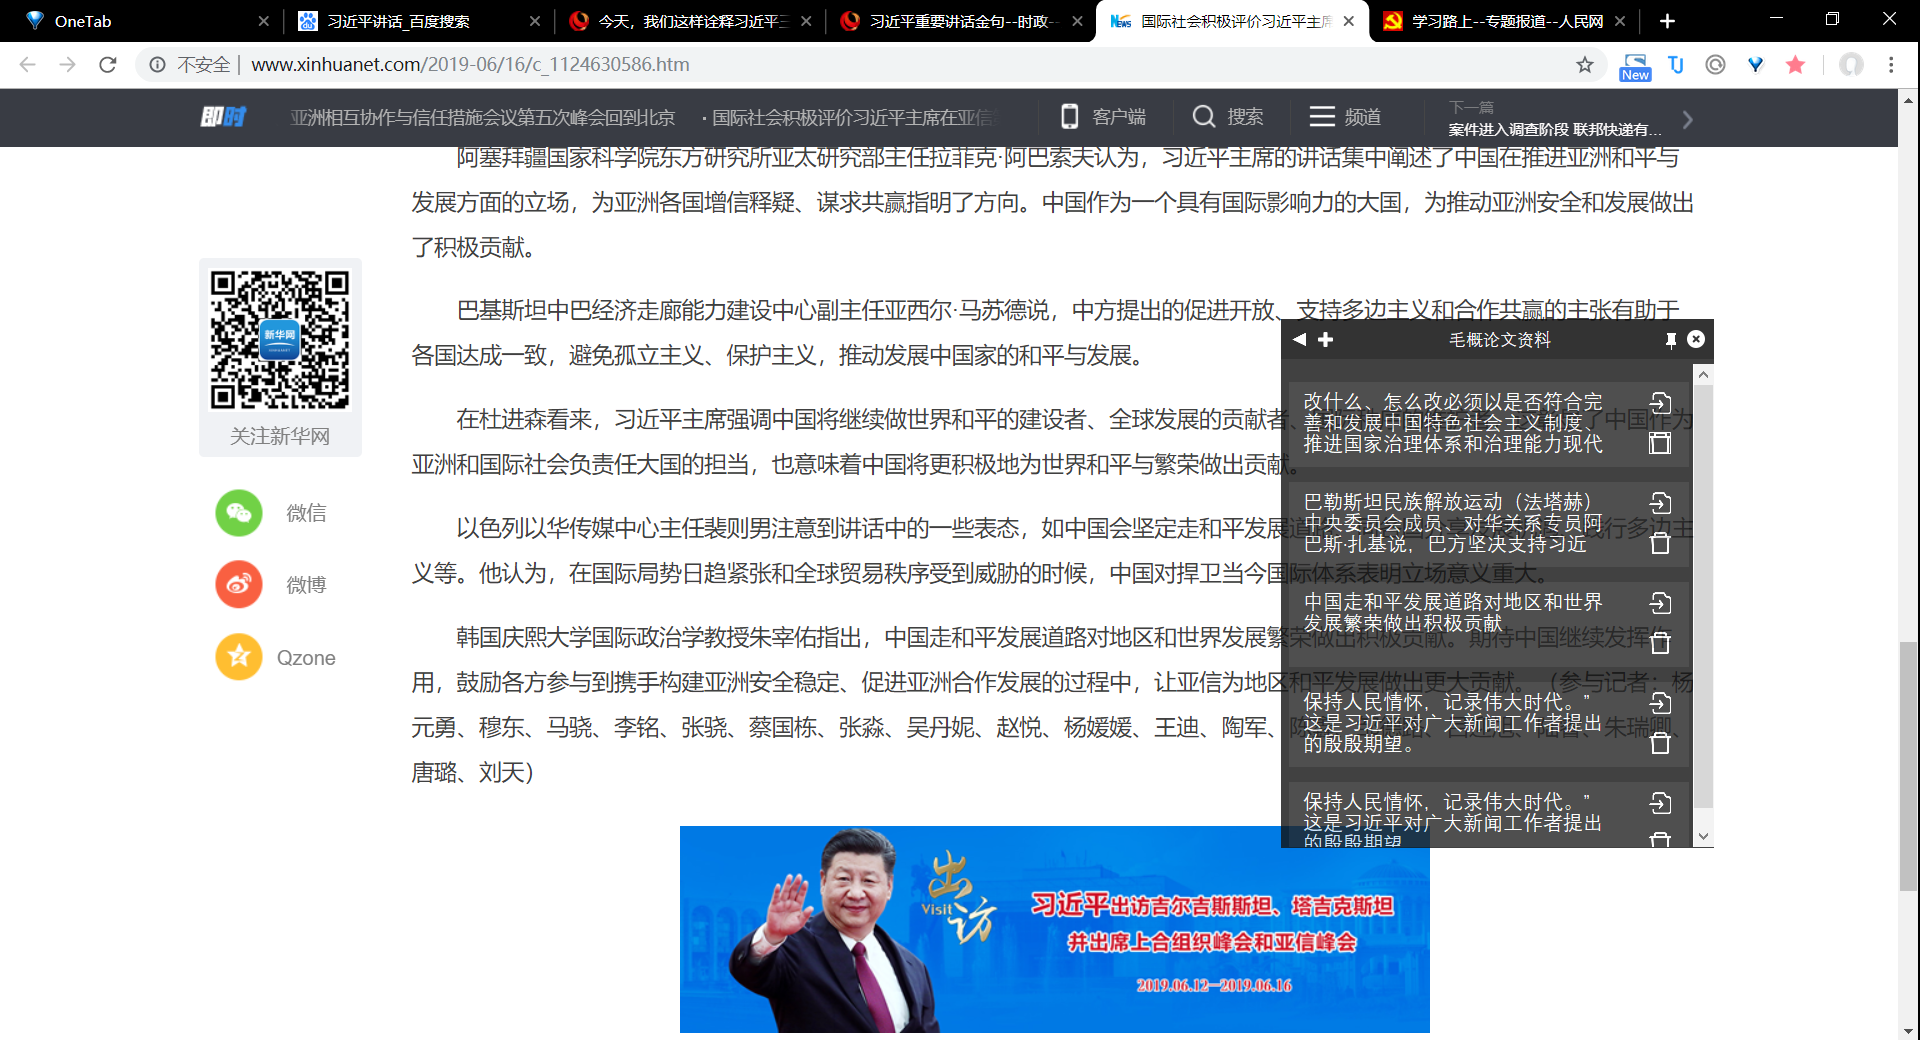 OneTab
习近平讲话_百度搜索
今天，我们这样诠释习近平三
习近平重要讲话金句--时政-
国际社会积极评价习近平主席
学习路上--专题报道--人民网
不安全 | www.xinhuanet.com/2019-06/16/c_1124630586.htm
New
即时
亚洲相互协作与信任措施会议第五次峰会回到北京
· 国际社会积极评价习近平主席在亚信
客户端
搜索
频道
下一篇
案件进入调查阶段 联邦快递有...
阿塞拜疆国家科学院东方研究所亚太研究部主任拉菲克·阿巴索夫认为，习近平主席的讲话集中阐述了中国在推进亚洲和平与
发展方面的立场，为亚洲各国增信释疑、谋求共赢指明了方向。中国作为一个具有国际影响力的大国，为推动亚洲安全和发展做出
了积极贡献。
巴基斯坦中巴经济走廊能力建设中心副主任亚西尔·马苏德说，中方提出的促进开放、支持多边主义和合作共赢的主张有助于
各国达成一致，避免孤立主义、保护主义，推动发展中国家的和平与发展。
在杜进森看来，习近平主席强调中国将继续做世界和平的建设者、全球发展的贡献者、
了中国作为
亚洲和国际社会负责任大国的担当，也意味着中国将更积极地为世界和平与繁荣做出贡献。
以色列以华传媒中心主任裴则男注意到讲话中的一些表态，如中国会坚定走和平发展道
践行多边主
义等。他认为，在国际局势日趋紧张和全球贸易秩序受到威胁的时候，中国对捍卫当今国际体系表明立场意义重大。
韩国庆熙大学国际政治学教授朱宰佑指出，中国走和平发展道路对地区和世界发展繁荣做出积极贡献。期待中国继续发挥作
用，鼓励各方参与到携手构建亚洲安全稳定、促进亚洲合作发展的过程中，让亚信为地区和平发展做出更大贡献。（参与记者：杨
元勇、穆东、马骁、李铭、张骁、蔡国栋、张淼、吴丹妮、赵悦、杨媛媛、王迪、陶军、
朱瑞卿、
唐璐、刘天）
新华网
关注新华网
微信
微博
Qzone
毛概论文资料
改什么、怎么改必须以是否符合完
善和发展中国特色社会主义制度、
推进国家治理体系和治理能力现代
巴勒斯坦民族解放运动（法塔赫）
中央委员会成员、对华关系专员阿
巴斯·扎基说，巴方坚决支持习近
中国走和平发展道路对地区和世界
发展繁荣做出积极贡献
保持人民情怀，记录伟大时代。”
这是习近平对广大新闻工作者提出
的殷殷期望。
保持人民情怀，记录伟大时代。”
这是习近平对广大新闻工作者提出
的殷殷期望
出访
Visit
习近平出访吉尔吉斯斯坦、塔吉克斯坦
并出席上合组织峰会和亚信峰会
2019.06.12—2019.06.16